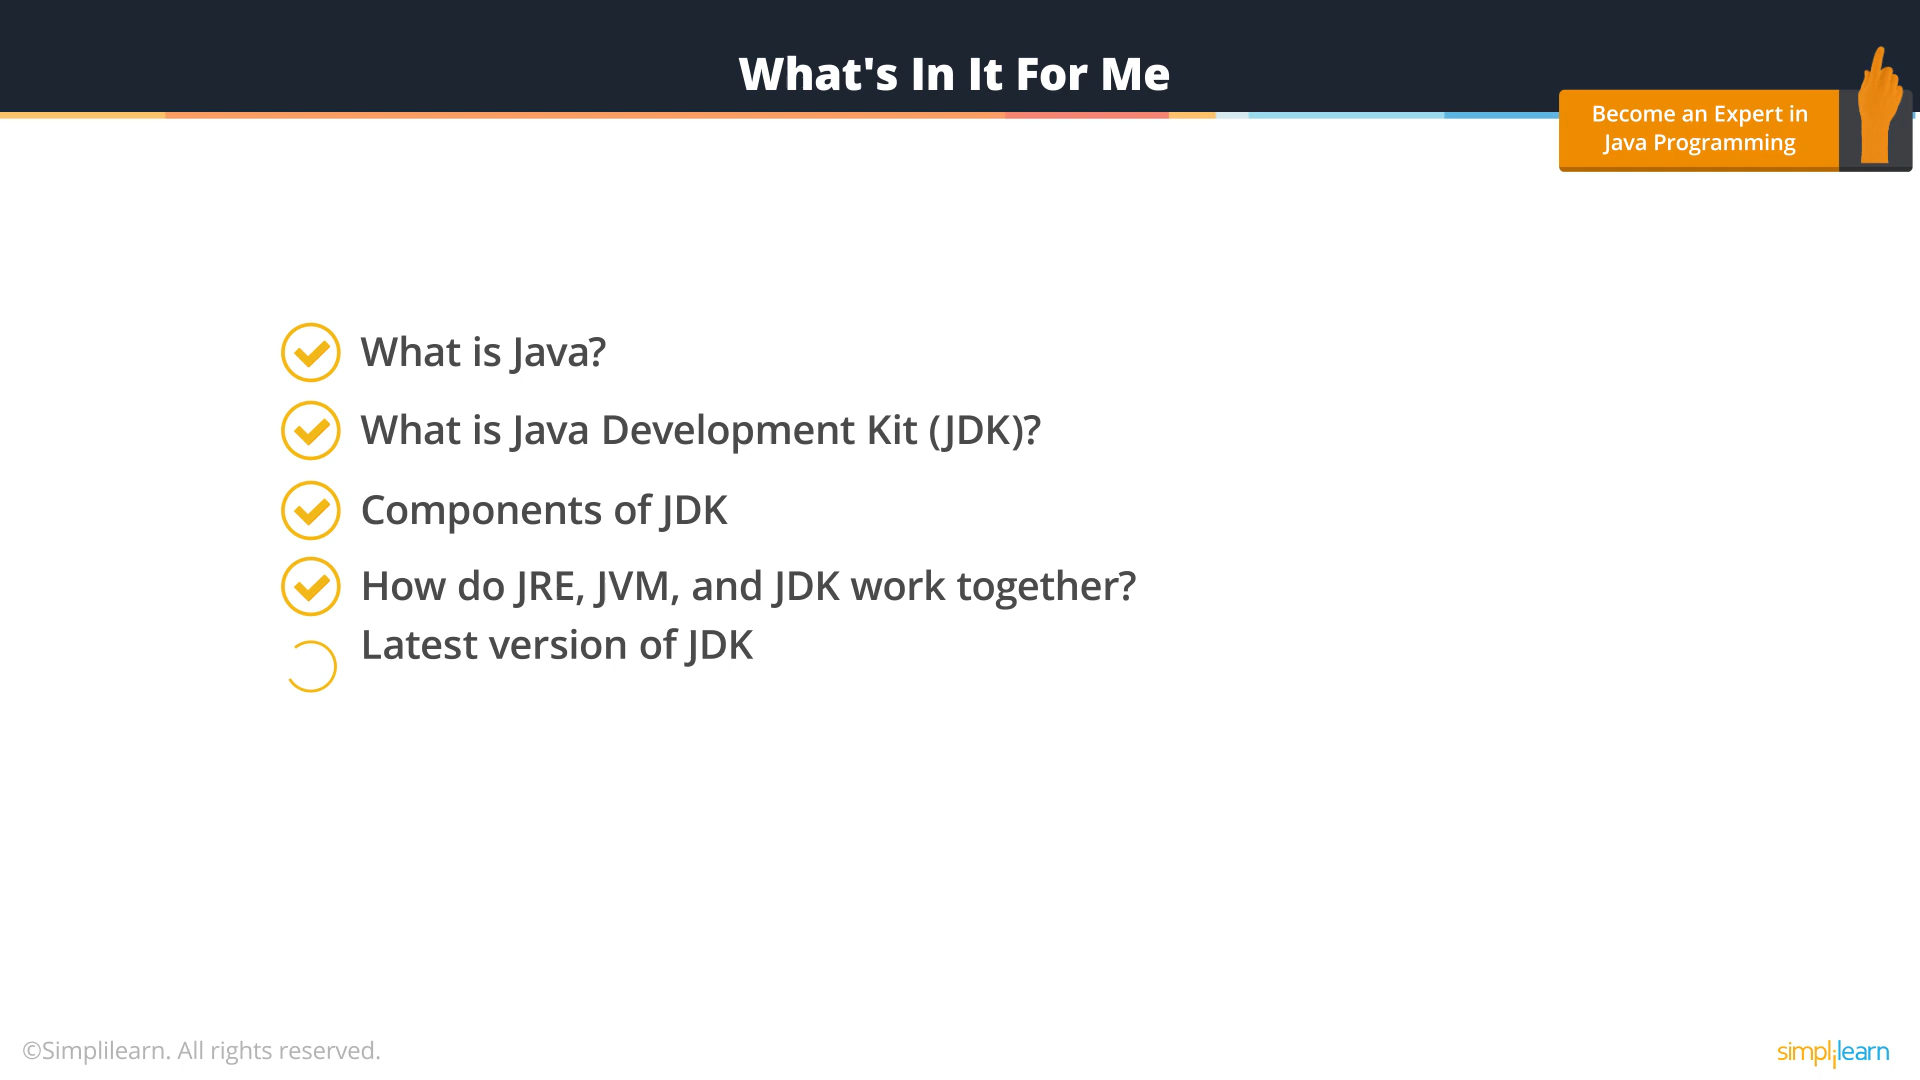 What's In It For Me
Become an Expert in
Java Programming
What is Java?
What is Java Development Kit (JDK)?
Components of JDK
How do JRE, JVM, and JDK work together?
Latest version of JDK
©Simplilearn. All rights reserved.
simplilearn